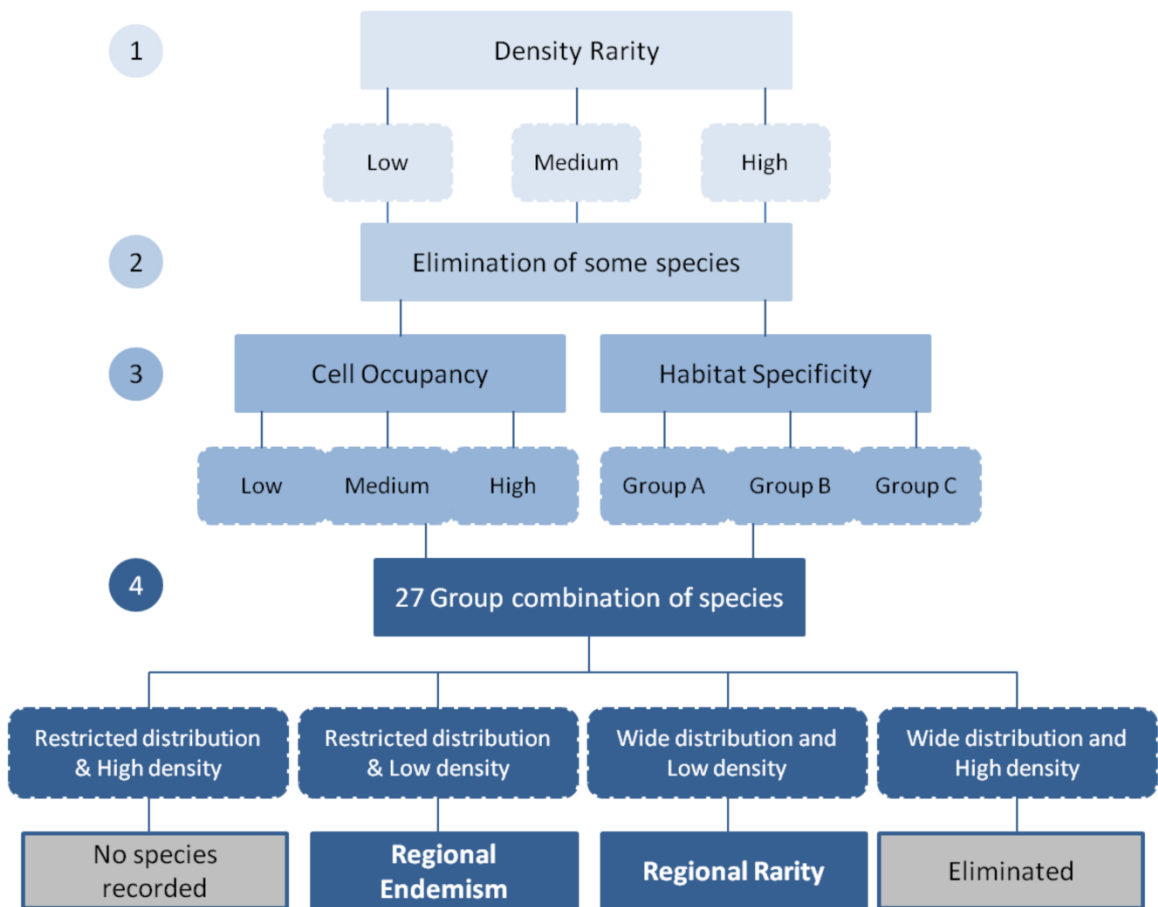 1
Density Rarity
Low
Medium
High
2
Elimination of some species
3
Cell Occupancy
Habitat Specificity
Low
Medium
High
Group A
Group B
Group C
4
27 Group combination of species
Restricted distribution
& High density
Restricted distribution
& Low density
Wide distribution and
Low density
Wide distribution and
High density
No species
recorded
Regional
Endemism
Regional Rarity
Eliminated